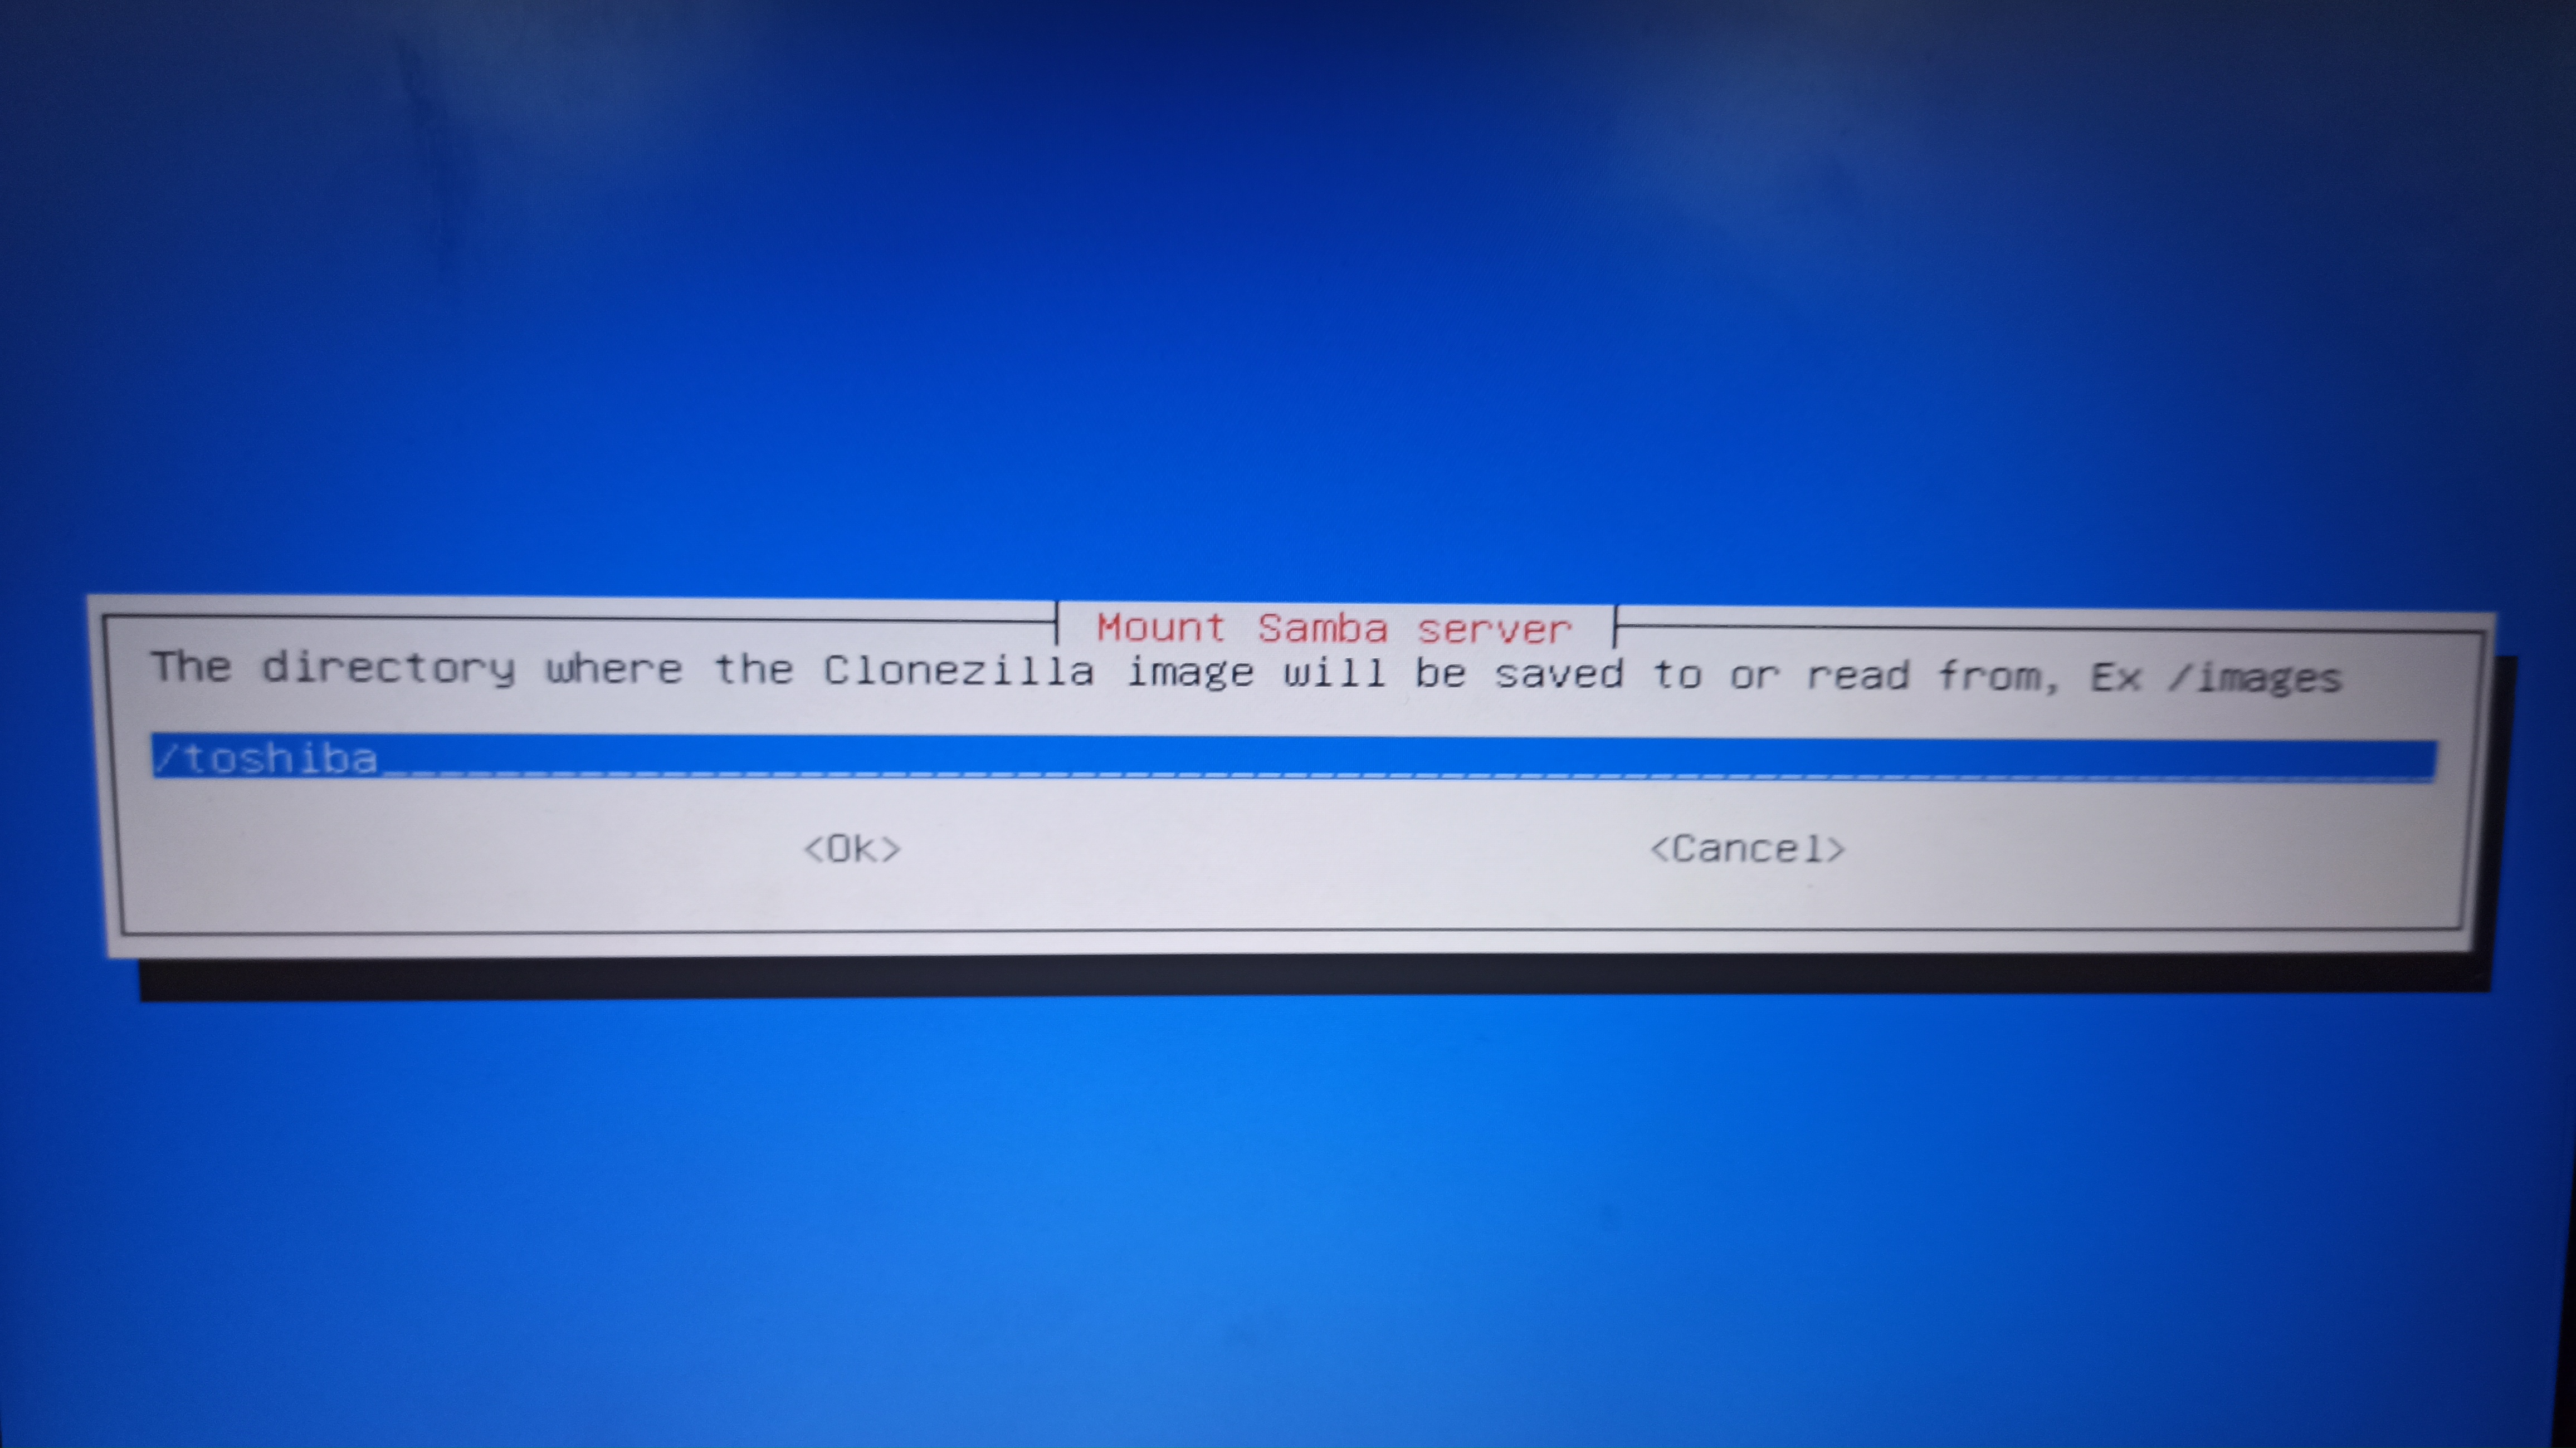 Mount Samba server
The directory where the Clonezilla image will be saved to or read from, Ex /images
/toshiba
<Ok> <Cancel>